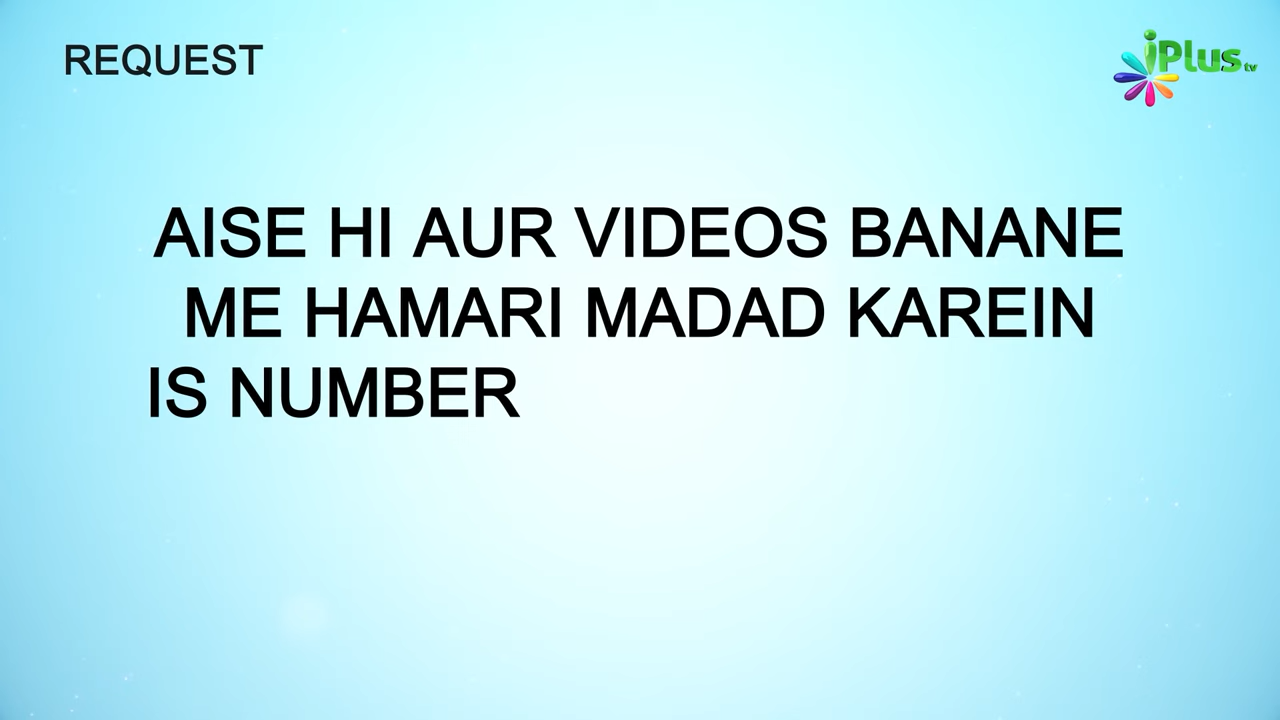 REQUEST
iPlus tv
AISE HI AUR VIDEOS BANANE
ME HAMARI MADAD KAREIN
IS NUMBER